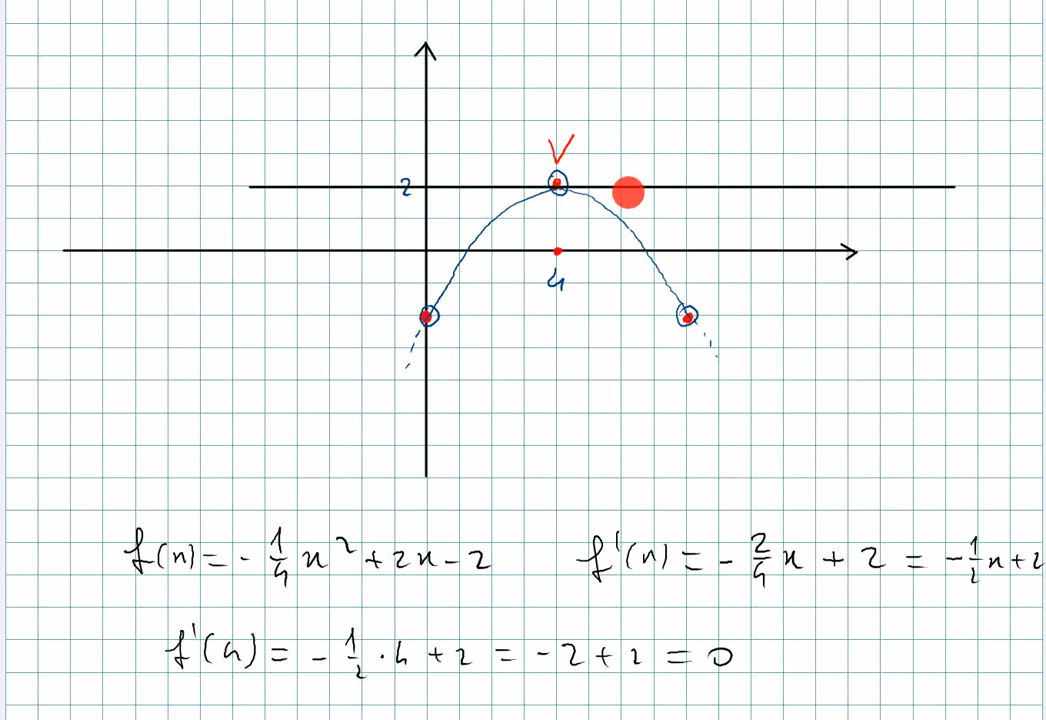 V
2
4
f(x) = - 1/4 x² + 2x - 2    f'(x) = - 2/4 x + 2 = - 1/2 x + 2
f'(4) = - 1/2 · 4 + 2 = -2 + 2 = 0